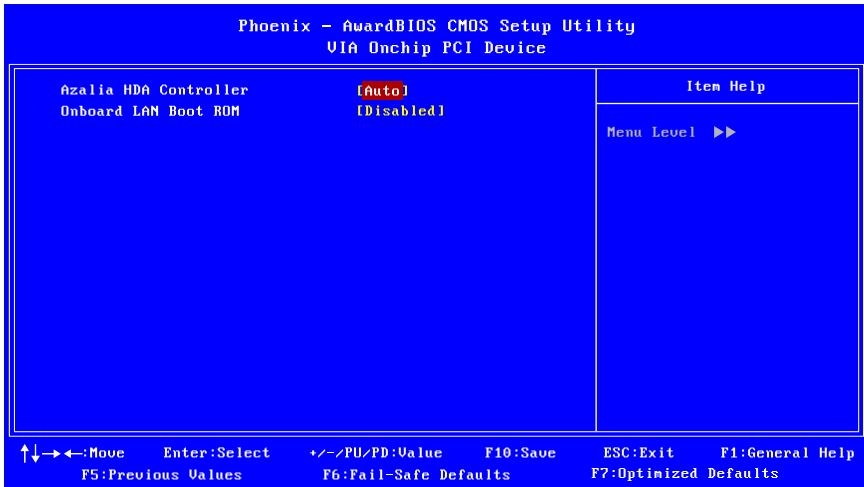 Phoenix – AwardBIOS CMOS Setup Utility
VIA Onchip PCI Device
Azalia HDA Controller [Auto]
Onboard LAN Boot ROM [Disabled]
Item Help
Menu Level ▶▶
↑↓→←:Move Enter:Select +/-/PU/PD:Value F10:Save ESC:Exit F1:General Help
F5:Previous Values F6:Fail-Safe Defaults F7:Optimized Defaults